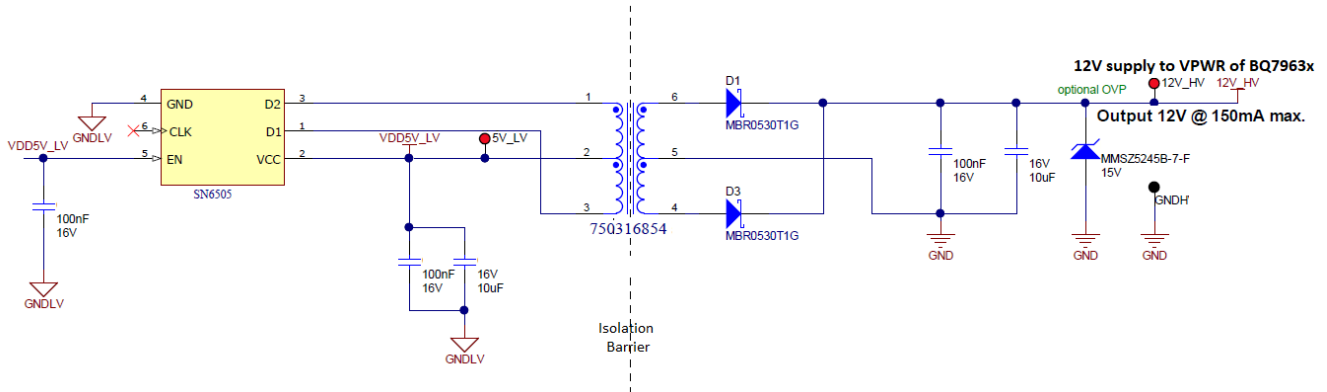 12V supply to VPWR of BQ7963x
optional OVP
12V_HV
12V_HV
Output 12V @ 150mA max.
D1
MBR0530T1G
4
GND
D2
3
6
CLK
D1
1
5
EN
VCC
2
SN6505
GNDLV
VDD5V_LV
100nF
16V
GNDLV
VDD5V_LV
5V_LV
100nF
16V
16V
10uF
GNDLV
1
2
3
6
5
4
750316854
D3
MBR0530T1G
100nF
16V
16V
10uF
GND
MMSZ5245B-7-F
15V
GND
GNDH'
GND
Isolation
Barrier